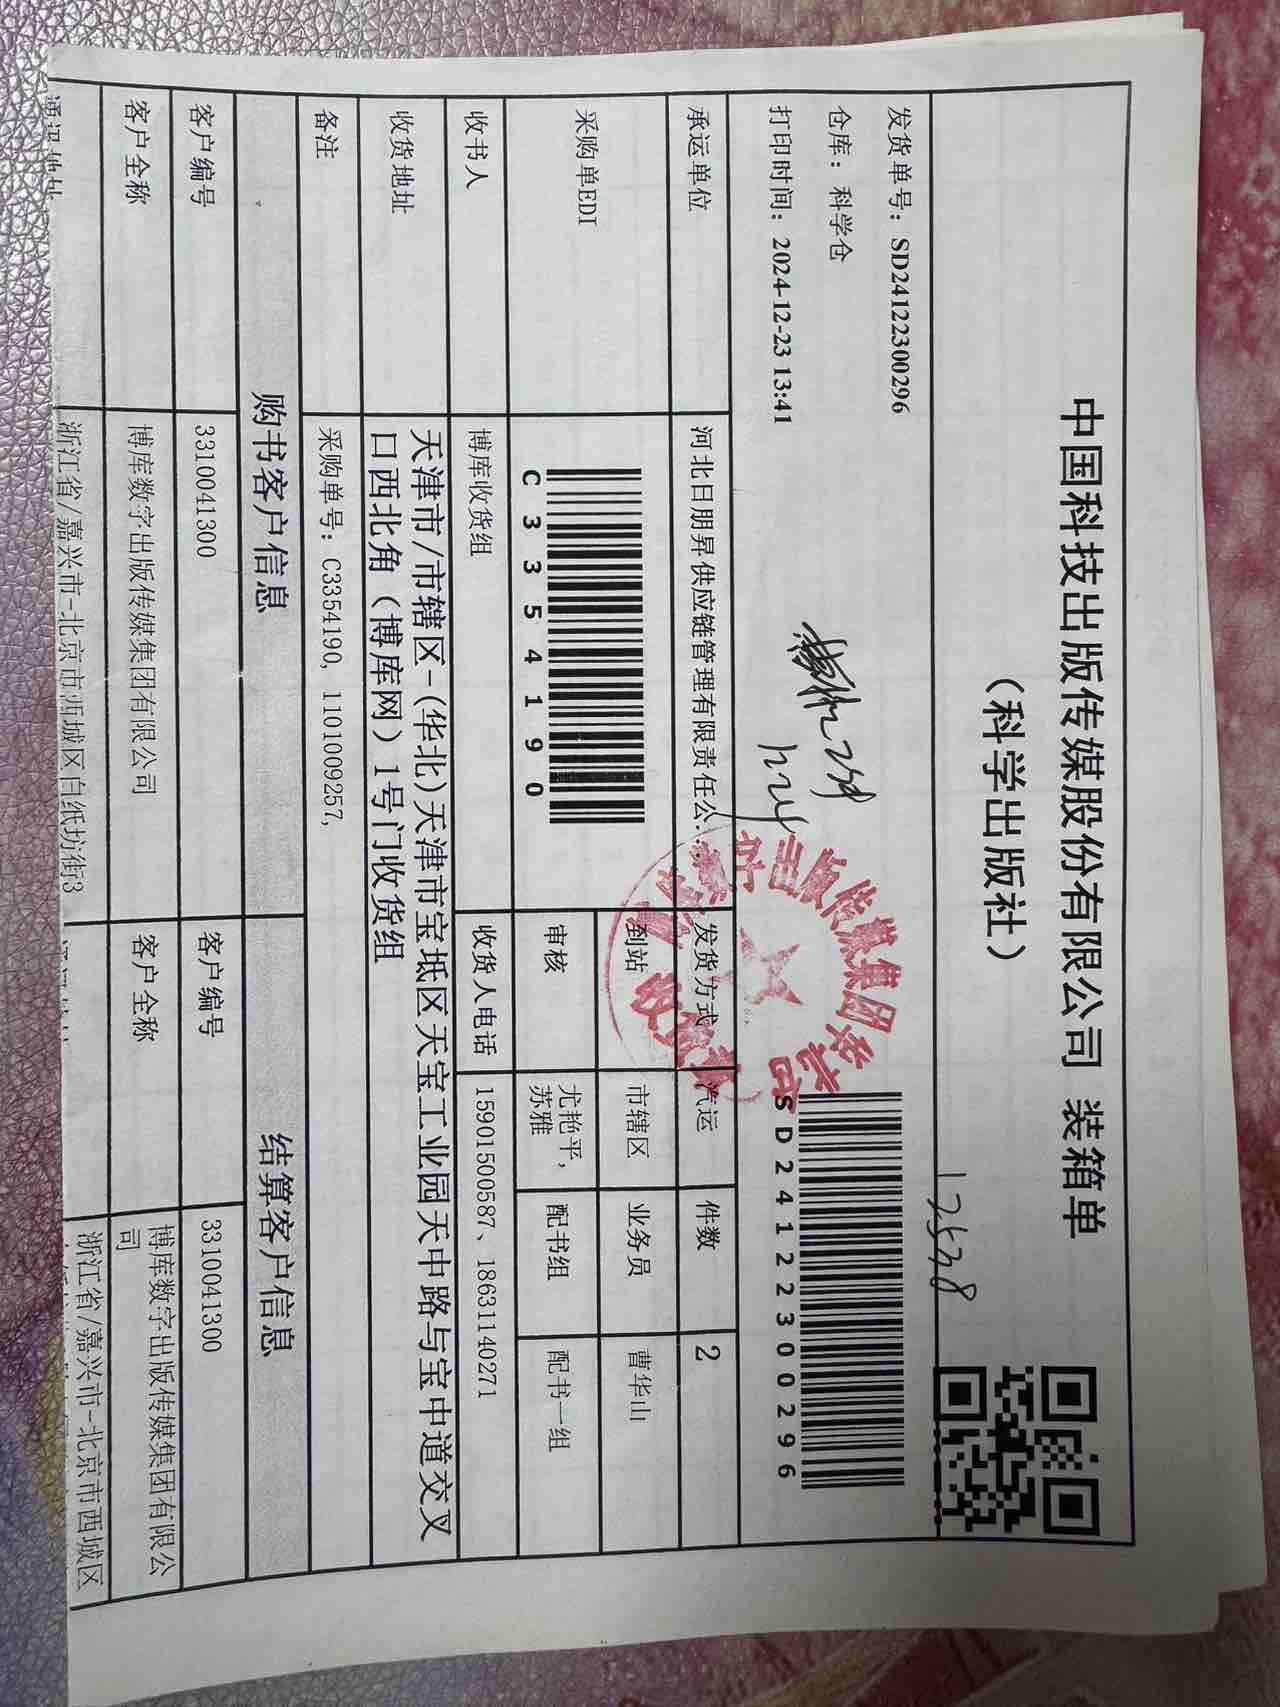 中国科技出版传媒股份有限公司 装箱单
（科学出版社）
17538
发货单号：SD24122300296
仓库：科学仓
打印时间：2024-12-23 13:41
SD24122300296
承运单位 河北日朋昇供应链管理有限责任公... 发货方式 汽运 件数 2
采购单EDI C3354190 到站 市辖区 业务员 曹华山
审核 尤艳平，苏雅 配书组 配书一组
收书人 博库收货组 收货人电话 15901500587、18631140271
收货地址 天津市/市辖区-(华北)天津市宝坻区天宝工业园天中路与宝中道交叉
口西北角（博库网）1号门收货组
备注 采购单号：C3354190, 1101009257,
购书客户信息 结算客户信息
客户编号 3310041300 客户编号 3310041300
客户全称 博库数字出版传媒集团有限公司 客户全称 博库数字出版传媒集团有限公
司
通讯地址 浙江省/嘉兴市-北京市西城区白纸坊街3 浙江省/嘉兴市-北京市西城区